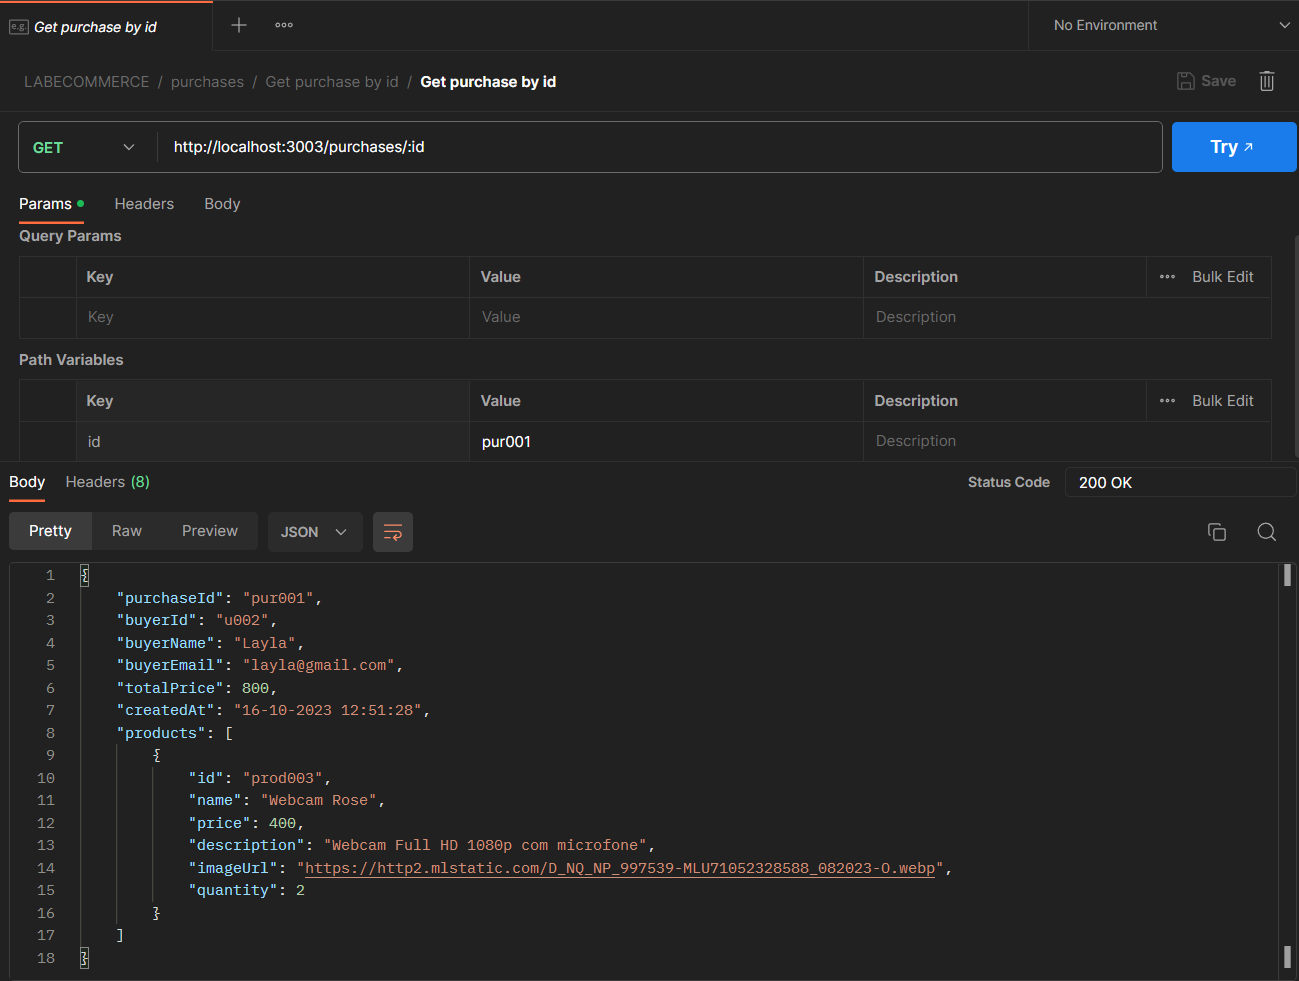 e.g. Get purchase by id
No Environment
LABECOMMERCE / purchases / Get purchase by id / Get purchase by id
Save
GET http://localhost:3003/purchases/:id Try
Params Headers Body
Query Params
Key Value Description Bulk Edit
Key Value Description
Path Variables
Key Value Description Bulk Edit
id pur001 Description
Body Headers (8) Status Code 200 OK
Pretty Raw Preview JSON
1 {
2 "purchaseId": "pur001",
3 "buyerId": "u002",
4 "buyerName": "Layla",
5 "buyerEmail": "layla@gmail.com",
6 "totalPrice": 800,
7 "createdAt": "16-10-2023 12:51:28",
8 "products": [
9 {
10 "id": "prod003",
11 "name": "Webcam Rose",
12 "price": 400,
13 "description": "Webcam Full HD 1080p com microfone",
14 "imageUrl": "https://http2.mlstatic.com/D_NQ_NP_997539-MLU71052328588_082023-O.webp",
15 "quantity": 2
16 }
17 ]
18 }